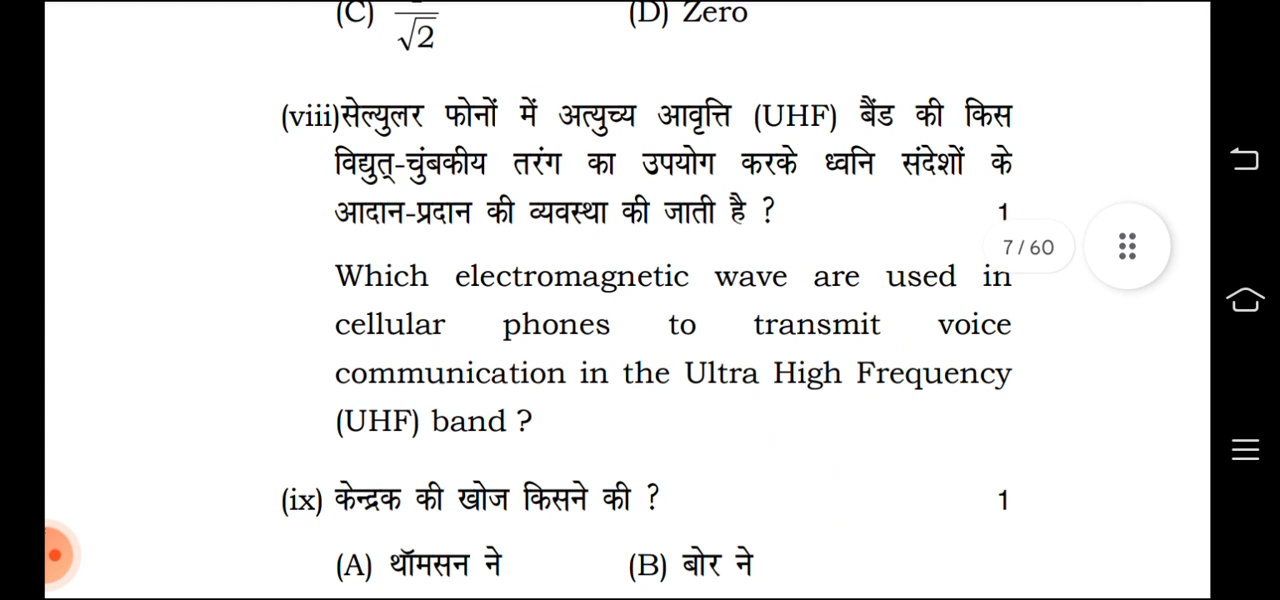 (C) √2 (D) Zero
(viii) सेल्युलर फोनों में अत्युच्य आवृत्ति (UHF) बैंड की किस
विद्युत्-चुंबकीय तरंग का उपयोग करके ध्वनि संदेशों के
आदान-प्रदान की व्यवस्था की जाती है ? 1
7 / 60
Which electromagnetic wave are used in
cellular phones to transmit voice
communication in the Ultra High Frequency
(UHF) band ?
(ix) केन्द्रक की खोज किसने की ? 1
(A) थॉमसन ने (B) बोर ने